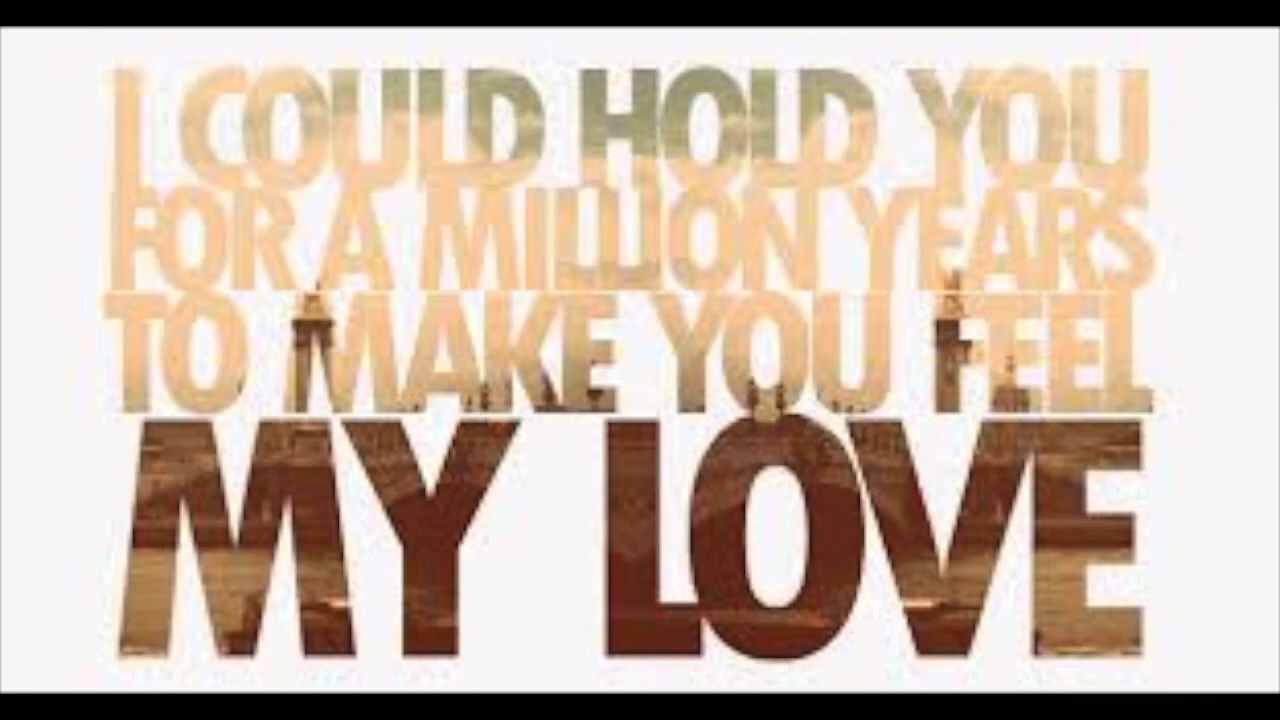 I COULD HOLD YOU
FOR A MILLION YEARS
TO MAKE YOU FEEL
MY LOVE